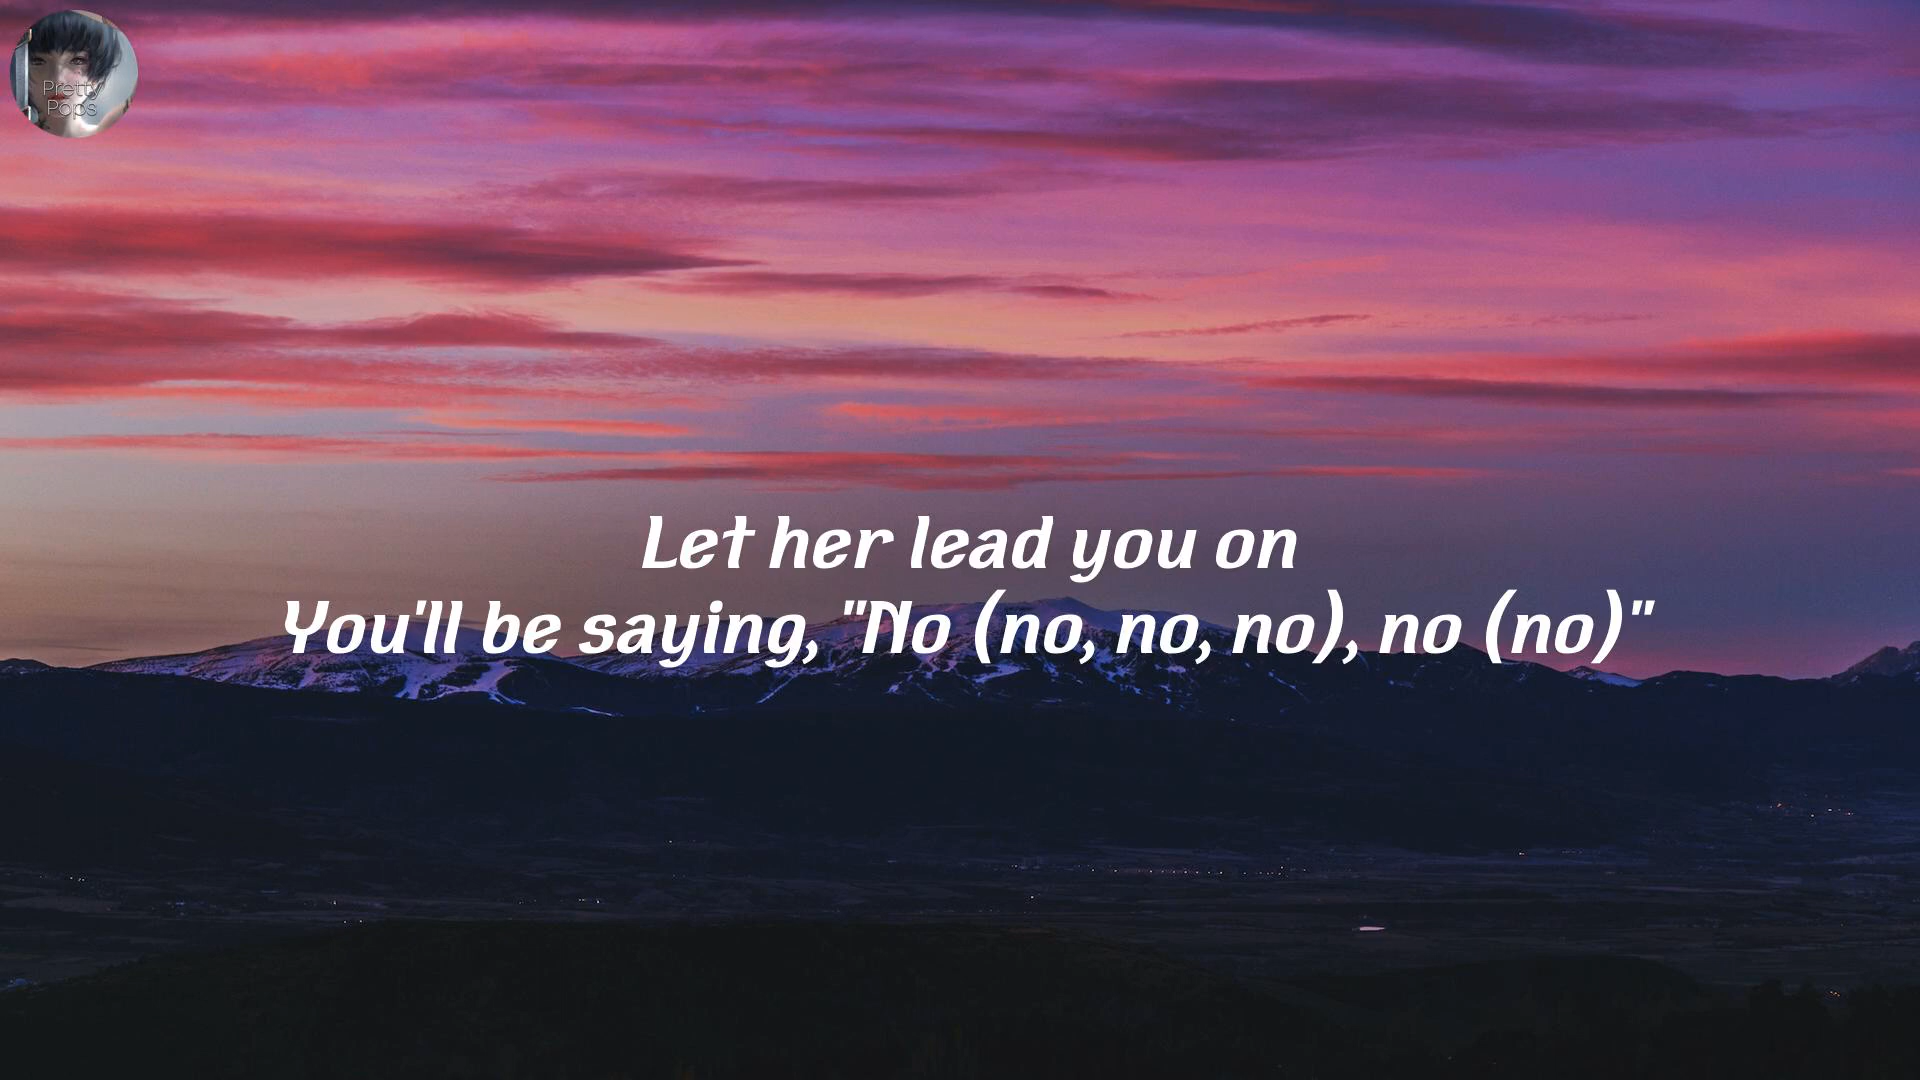 Pretty
Pops
Let her lead you on
You'll be saying, "No (no, no, no), no (no)"